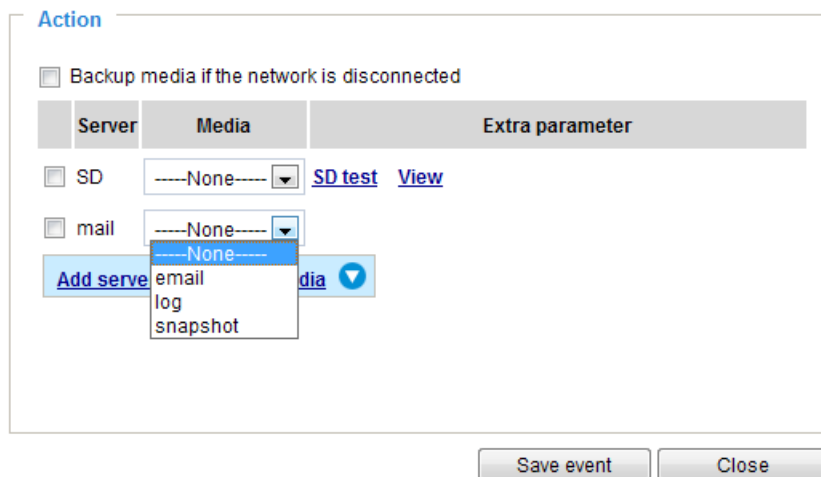 Action
Backup media if the network is disconnected
Server Media Extra parameter
SD -----None----- SD test View
mail -----None-----
-----None-----
email
Add serve dia
log
snapshot
Save event Close